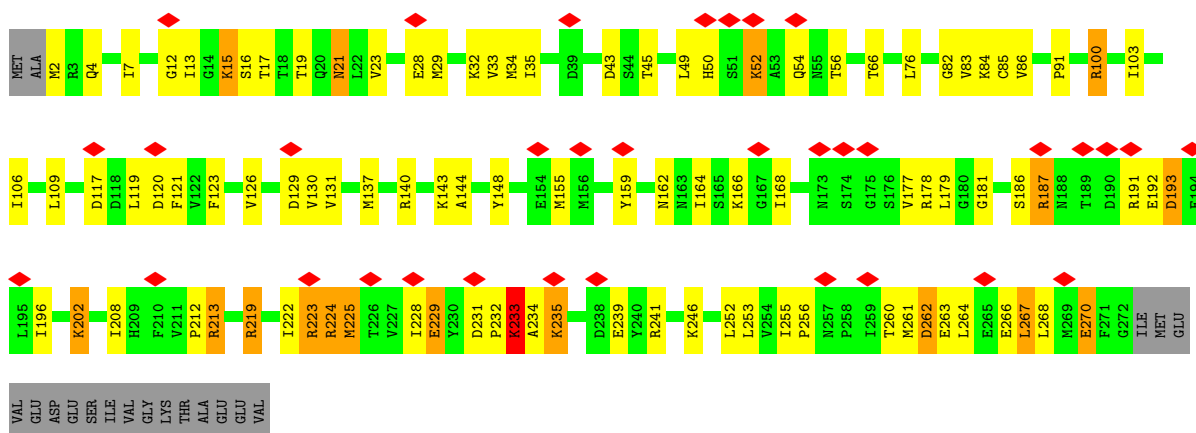 MET ALA M2 R3 Q4 I7 G12 I13 G14 K15 S16 T17 T18 T19 Q20 N21 L22 V23 E28 M29 K32 V33 M34 I35 D39 D43 S44 T45 L49 H50 S51 K52 A53 Q54 N55 T56 T66 L76 G82 V83 K84 C85 V86 P91 R100 I103
I106 L109 D117 D118 L119 D120 F121 V122 F123 V126 D129 V130 V131 M137 R140 K143 A144 Y148 E154 M155 M156 Y159 N162 N163 I164 S165 K166 G167 I168 N173 S174 G175 S176 V177 R178 L179 G180 G181 S186 R187 N188 T189 D190 R191 E192 D193 E194
L195 I196 K202 I208 H209 F210 V211 P212 R213 R219 I222 R223 R224 M225 T226 V227 I228 E229 Y230 D231 P232 K233 A234 K235 D238 E239 Y240 R241 K246 L252 L253 V254 I255 P256 N257 P258 I259 T260 M261 D262 E263 L264 E265 E266 L267 L268 M269 E270 F271 G272 ILE MET GLU
VAL GLU ASP GLU SER ILE VAL GLY LYS THR ALA GLU GLU VAL